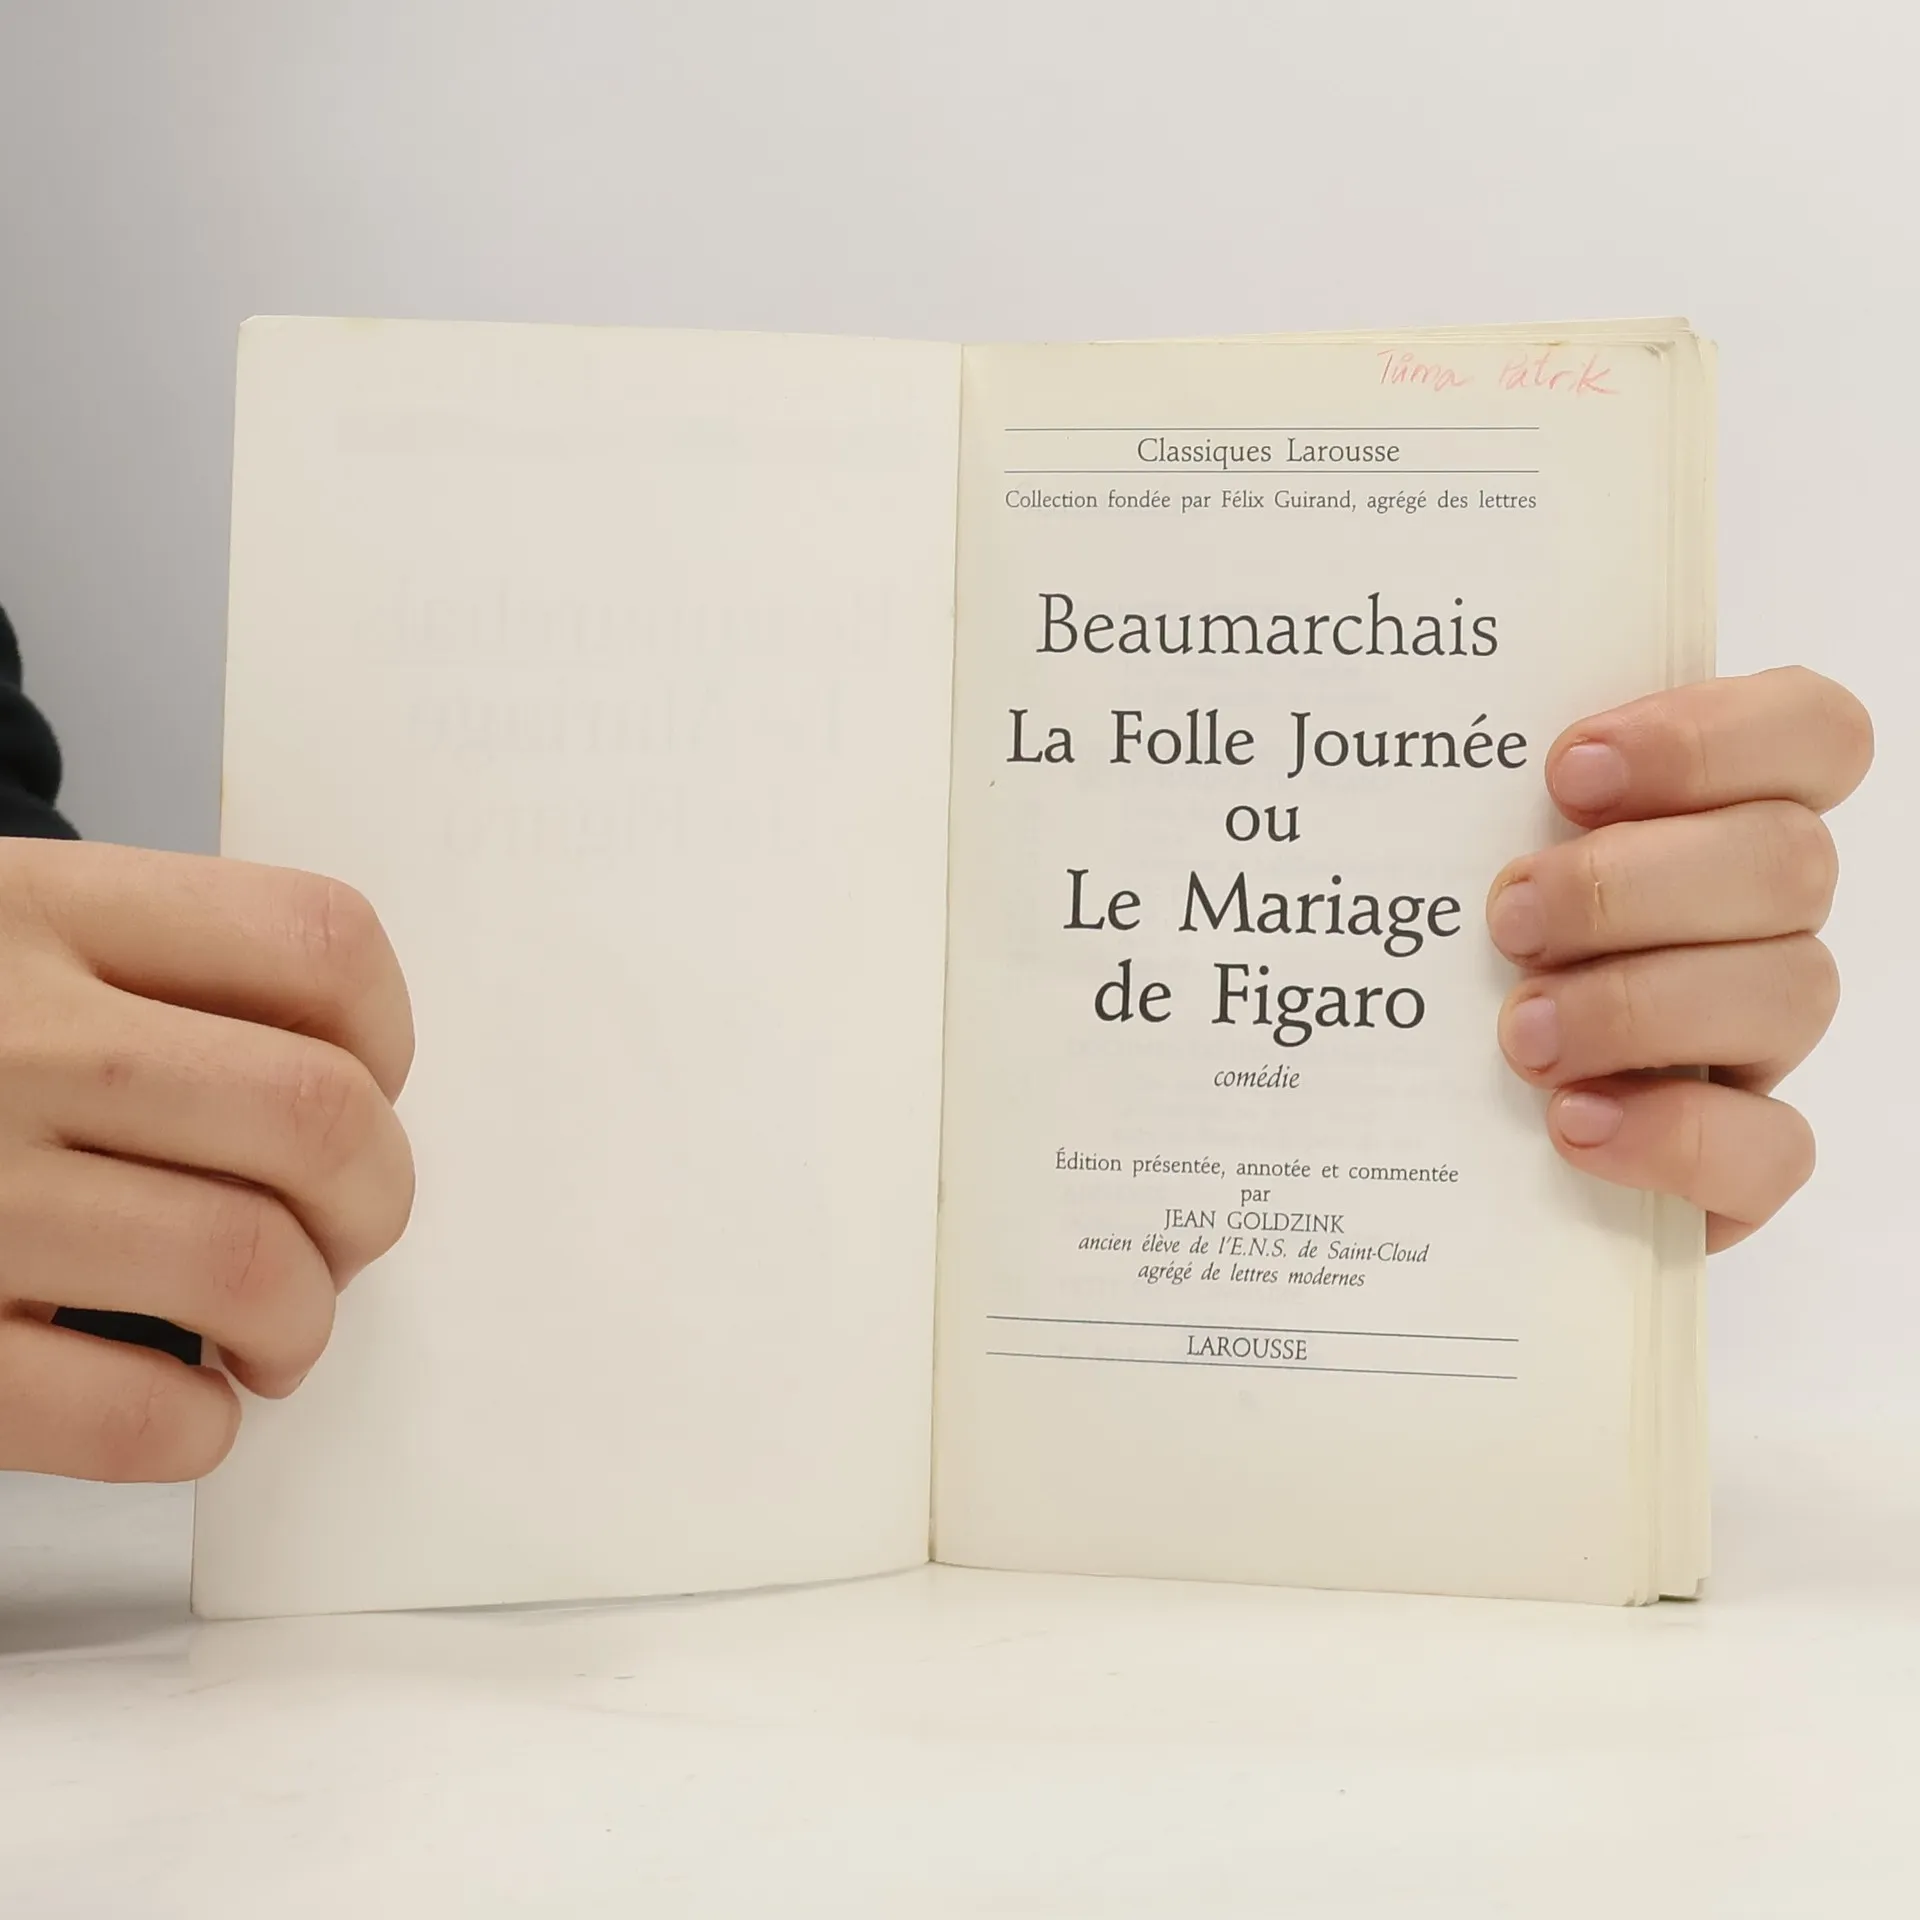 Tůma Patrik
Classiques Larousse
Collection fondée par Félix Guirand, agrégé des lettres
Beaumarchais
La Folle Journée
ou
Le Mariage
de Figaro
comédie
Édition présentée, annotée et commentée
par
JEAN GOLDZINK
ancien élève de l'E.N.S. de Saint-Cloud
agrégé de lettres modernes
LAROUSSE